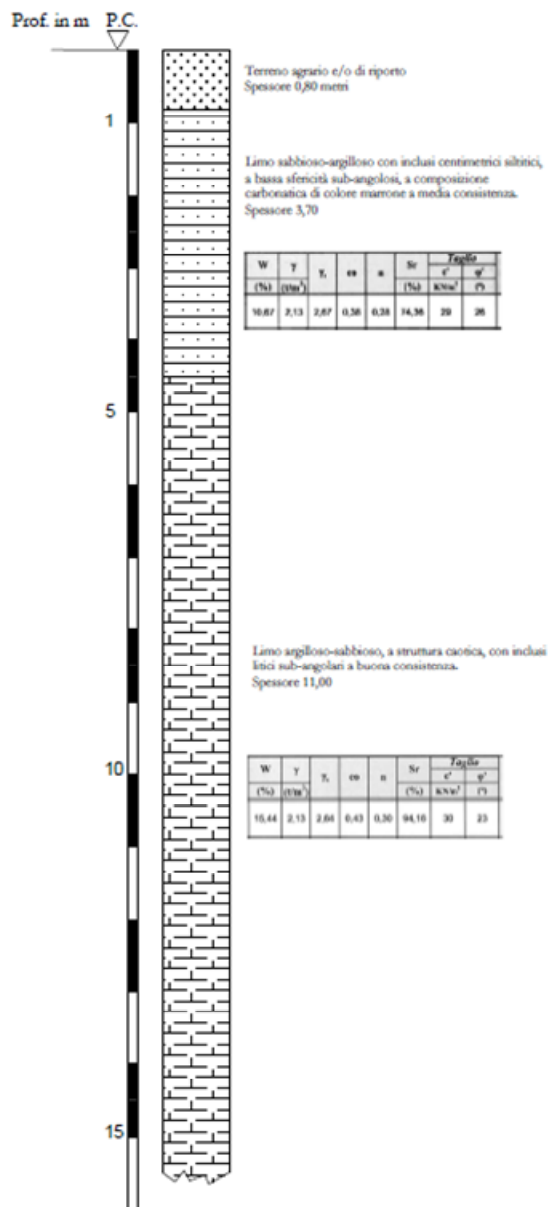 Prof. in m P.C.
Terreno agrario e/o di riporto
Spessore 0,80 metri
1
Limo sabbioso-argilloso con inclusi centimetrici siltitici,
a bassa sfericità sub-angolosi, a composizione
carbonatica di colore marrone a media consistenza.
Spessore 3,70
W γ γs eo n Sr Taglio
c' φ'
(%) (t/m³) (%) KN/m² (°)
10,67 2,13 2,67 0,38 0,28 74,36 29 26
5
Limo argilloso-sabbioso, a struttura caotica, con inclusi
litici sub-angolari a buona consistenza.
Spessore 11,00
10
W γ γs eo n Sr Taglio
c' φ'
(%) (t/m³) (%) KN/m² (°)
15,44 2,13 2,64 0,43 0,30 94,16 30 23
15